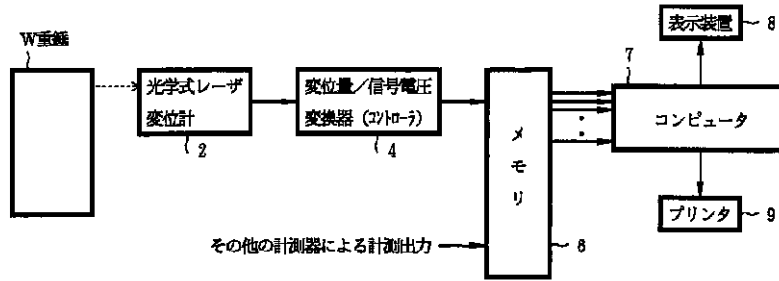 W重錘
光学式レーザ
変位計
2
変位量／信号電圧
変換器（コントローラ）
4
メモリ
6
その他の計測器による計測出力
7
コンピュータ
表示装置
8
プリンタ
9